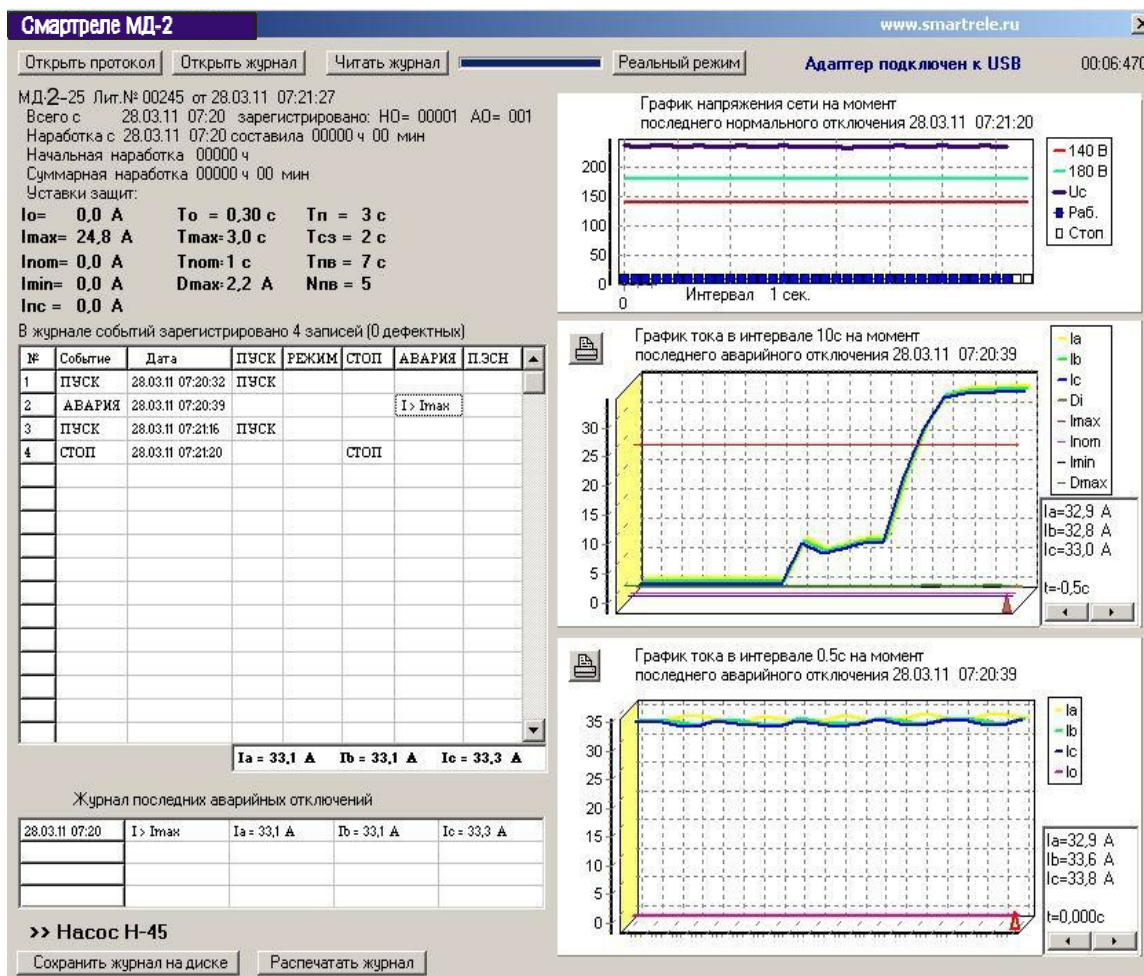 Смартреле МД-2
www.smartrele.ru
Открыть протокол
Открыть журнал
Читать журнал
Реальный режим
Адаптер подключен к USB
00:06:470
МД-2-25 Лит.№ 00245 от 28.03.11 07:21:27
Всего с 28.03.11 07:20 зарегистрировано: НО= 00001 АО= 001
Наработка с 28.03.11 07:20 составила 00000 ч 00 мин
Начальная наработка 00000 ч
Суммарная наработка 00000 ч 00 мин
Уставки защит:
Io= 0,0 А To = 0,30 с Тп = 3 с
Imax= 24,8 А Tmax=3,0 с Тсз = 2 с
Inom= 0,0 А Tnom=1 с Тпв = 7 с
Imin= 0,0 А Dmax=2,2 А Nпв = 5
Iпс = 0,0 А
В журнале событий зарегистрировано 4 записей (0 дефектных)
№ Событие Дата ПУСК РЕЖИМ СТОП АВАРИЯ П.ЭСН
1 ПУСК 28.03.11 07:20:32 ПУСК
2 АВАРИЯ 28.03.11 07:20:39 I > Imax
3 ПУСК 28.03.11 07:21:16 ПУСК
4 СТОП 28.03.11 07:21:20 СТОП
Ia = 33,1 А Ib = 33,1 А Ic = 33,3 А
Журнал последних аварийных отключений
28.03.11 07:20 I > Imax Ia = 33,1 А Ib = 33,1 А Ic = 33,3 А
>> Насос Н-45
Сохранить журнал на диске
Распечатать журнал
График напряжения сети на момент
последнего нормального отключения 28.03.11 07:21:20
200
150
100
50
0
0
Интервал 1 сек.
140 В
180 В
Uc
Раб.
Стоп
График тока в интервале 10с на момент
последнего аварийного отключения 28.03.11 07:20:39
30
25
20
15
10
5
0
Ia
Ib
Ic
Di
Imax
Inom
Imin
Dmax
Ia=32,9 А
Ib=32,8 А
Ic=33,0 А
t=-0,5с
График тока в интервале 0.5с на момент
последнего аварийного отключения 28.03.11 07:20:39
35
30
25
20
15
10
5
0
Ia
Ib
Ic
Io
Ia=32,9 А
Ib=33,6 А
Ic=33,8 А
t=0,000с